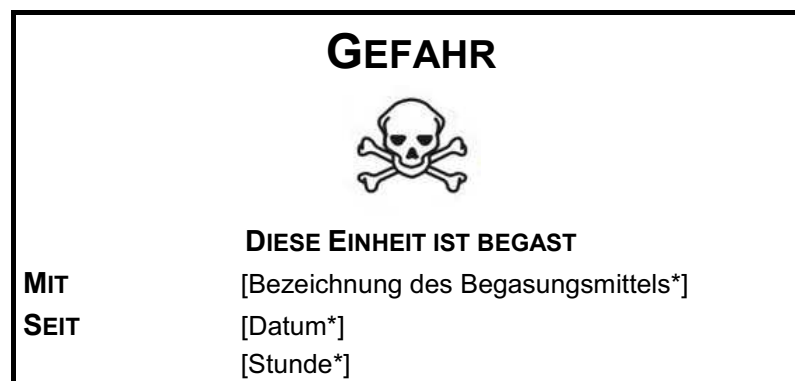 GEFAHR
DIESE EINHEIT IST BEGAST
MIT [Bezeichnung des Begasungsmittels*]
SEIT [Datum*]
[Stunde*]